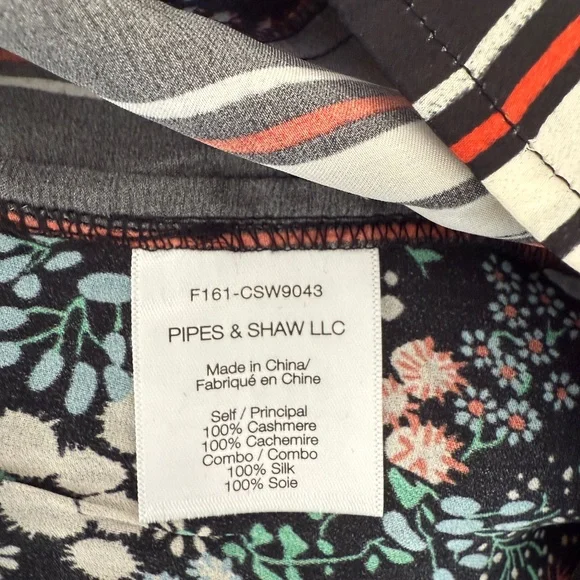 F161-CSW9043
PIPES & SHAW LLC
Made in China/
Fabriqué en Chine
Self / Principal
100% Cashmere
100% Cachemire
Combo / Combo
100% Silk
100% Soie